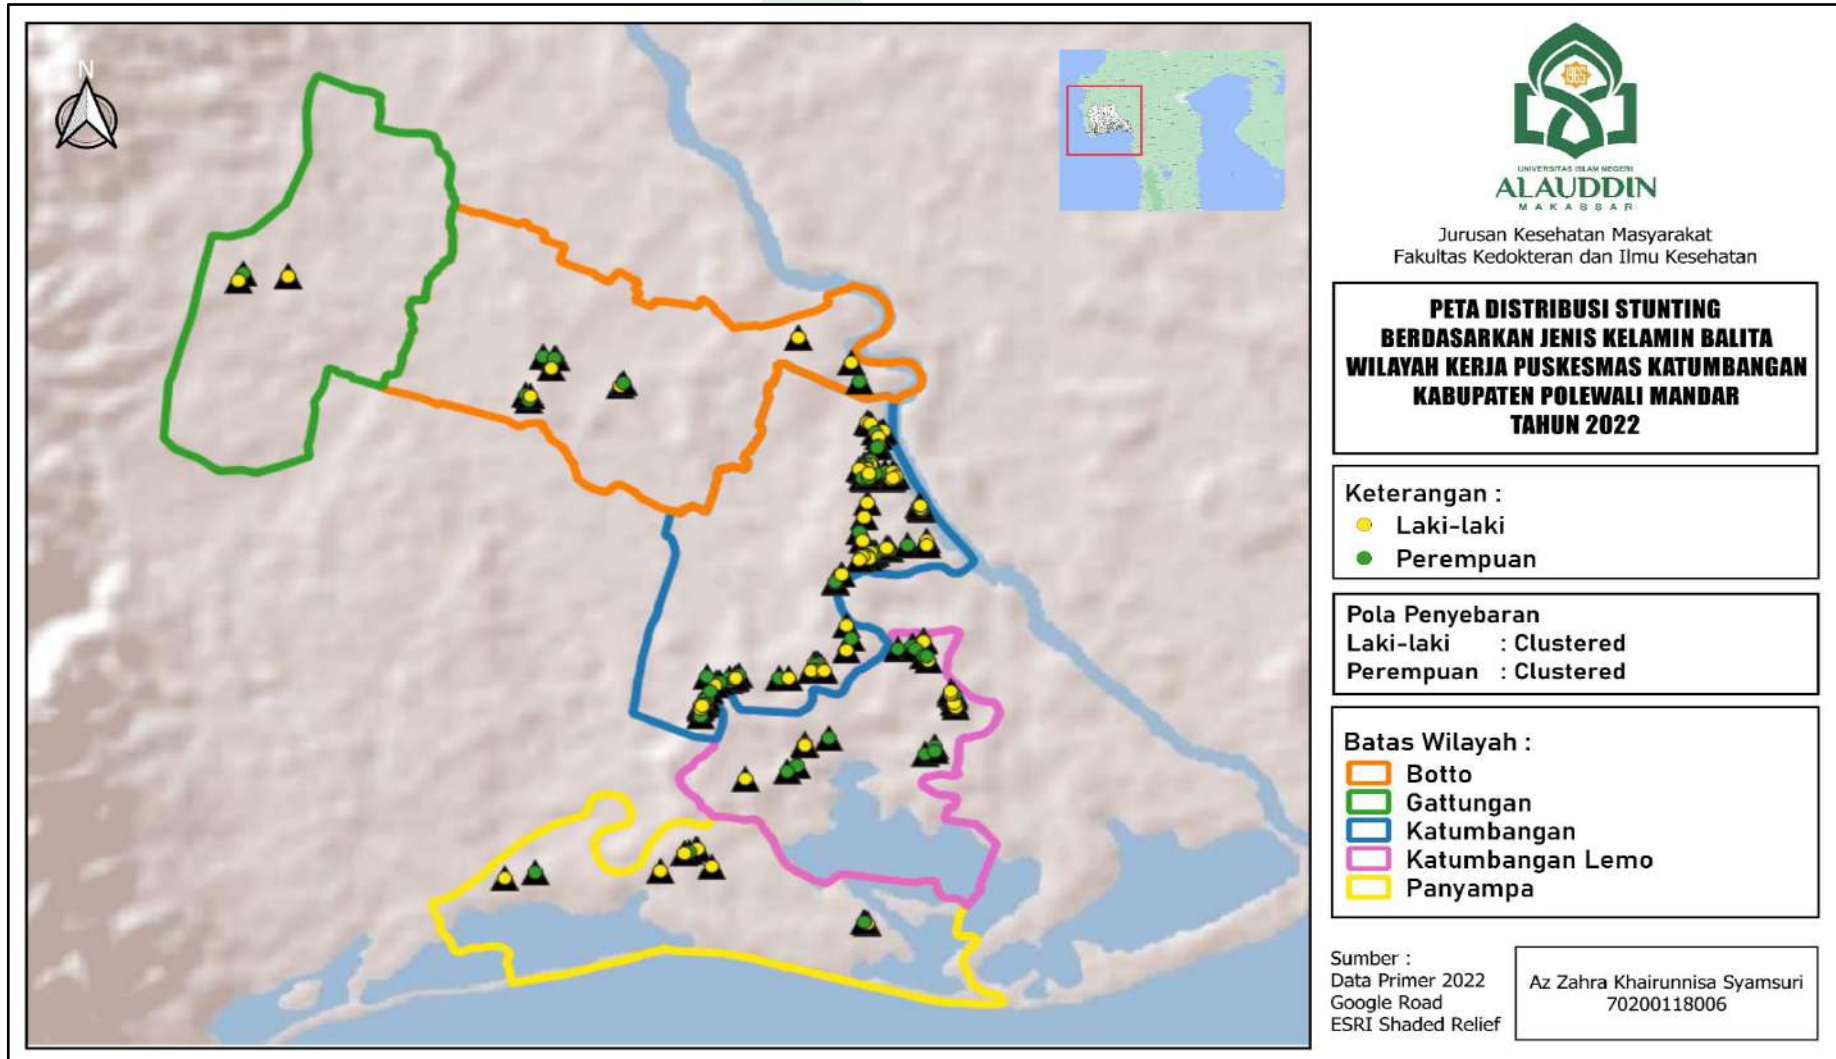 N
1965
UNIVERSITAS ISLAM NEGERI
ALAUDDIN
MAKASSAR
Jurusan Kesehatan Masyarakat
Fakultas Kedokteran dan Ilmu Kesehatan
PETA DISTRIBUSI STUNTING
BERDASARKAN JENIS KELAMIN BALITA
WILAYAH KERJA PUSKESMAS KATUMBANGAN
KABUPATEN POLEWALI MANDAR
TAHUN 2022
Keterangan :
Laki-laki
Perempuan
Pola Penyebaran
Laki-laki : Clustered
Perempuan : Clustered
Batas Wilayah :
Botto
Gattungan
Katumbangan
Katumbangan Lemo
Panyampa
Sumber :
Data Primer 2022
Google Road
ESRI Shaded Relief
Az Zahra Khairunnisa Syamsuri
70200118006